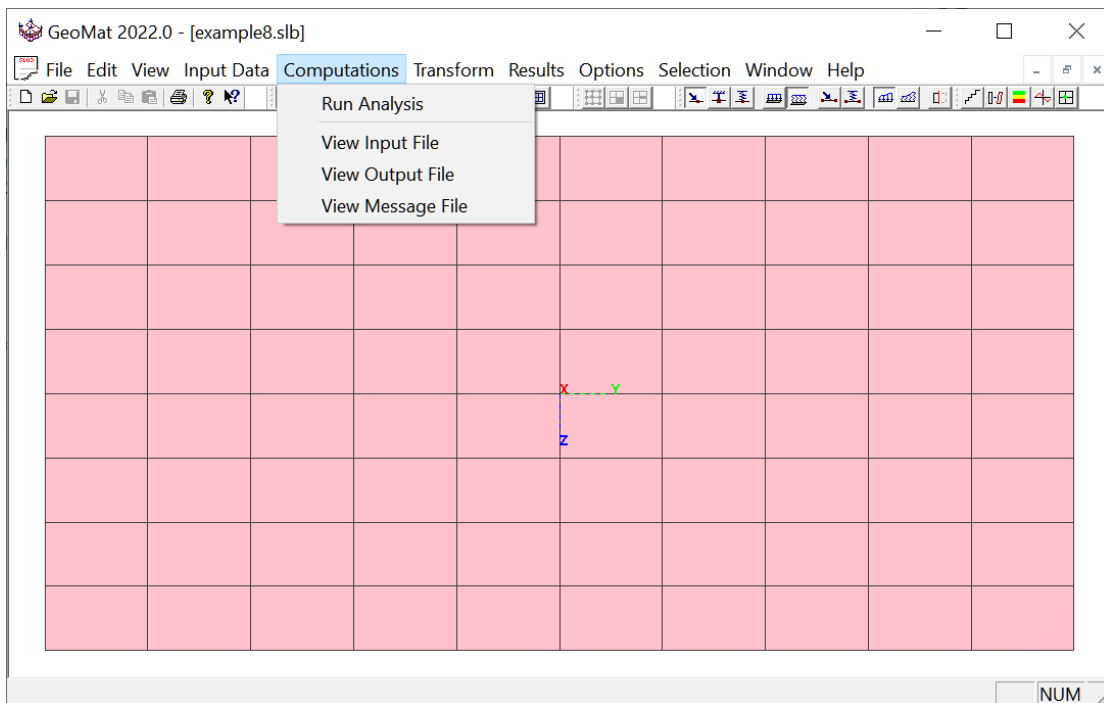 GeoMat 2022.0 - [example8.slb]
File Edit View Input Data Computations Transform Results Options Selection Window Help
Run Analysis
View Input File
View Output File
View Message File
X Y
Z
NUM